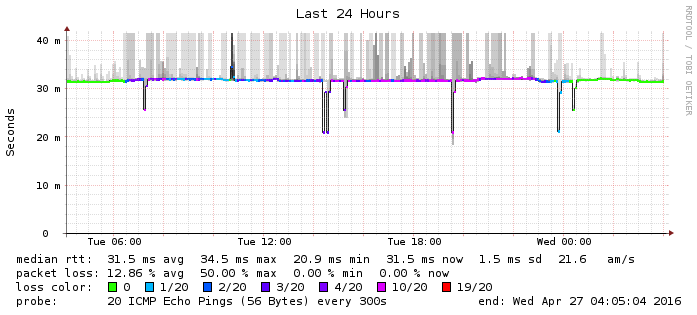 Last 24 Hours
RRDTOOL / TOBI OETIKER
Seconds
40 m
30 m
20 m
10 m
0
Tue 06:00 Tue 12:00 Tue 18:00 Wed 00:00
median rtt: 31.5 ms avg 34.5 ms max 20.9 ms min 31.5 ms now 1.5 ms sd 21.6 am/s
packet loss: 12.86 % avg 50.00 % max 0.00 % min 0.00 % now
loss color: 0 1/20 2/20 3/20 4/20 10/20 19/20
probe: 20 ICMP Echo Pings (56 Bytes) every 300s end: Wed Apr 27 04:05:04 2016